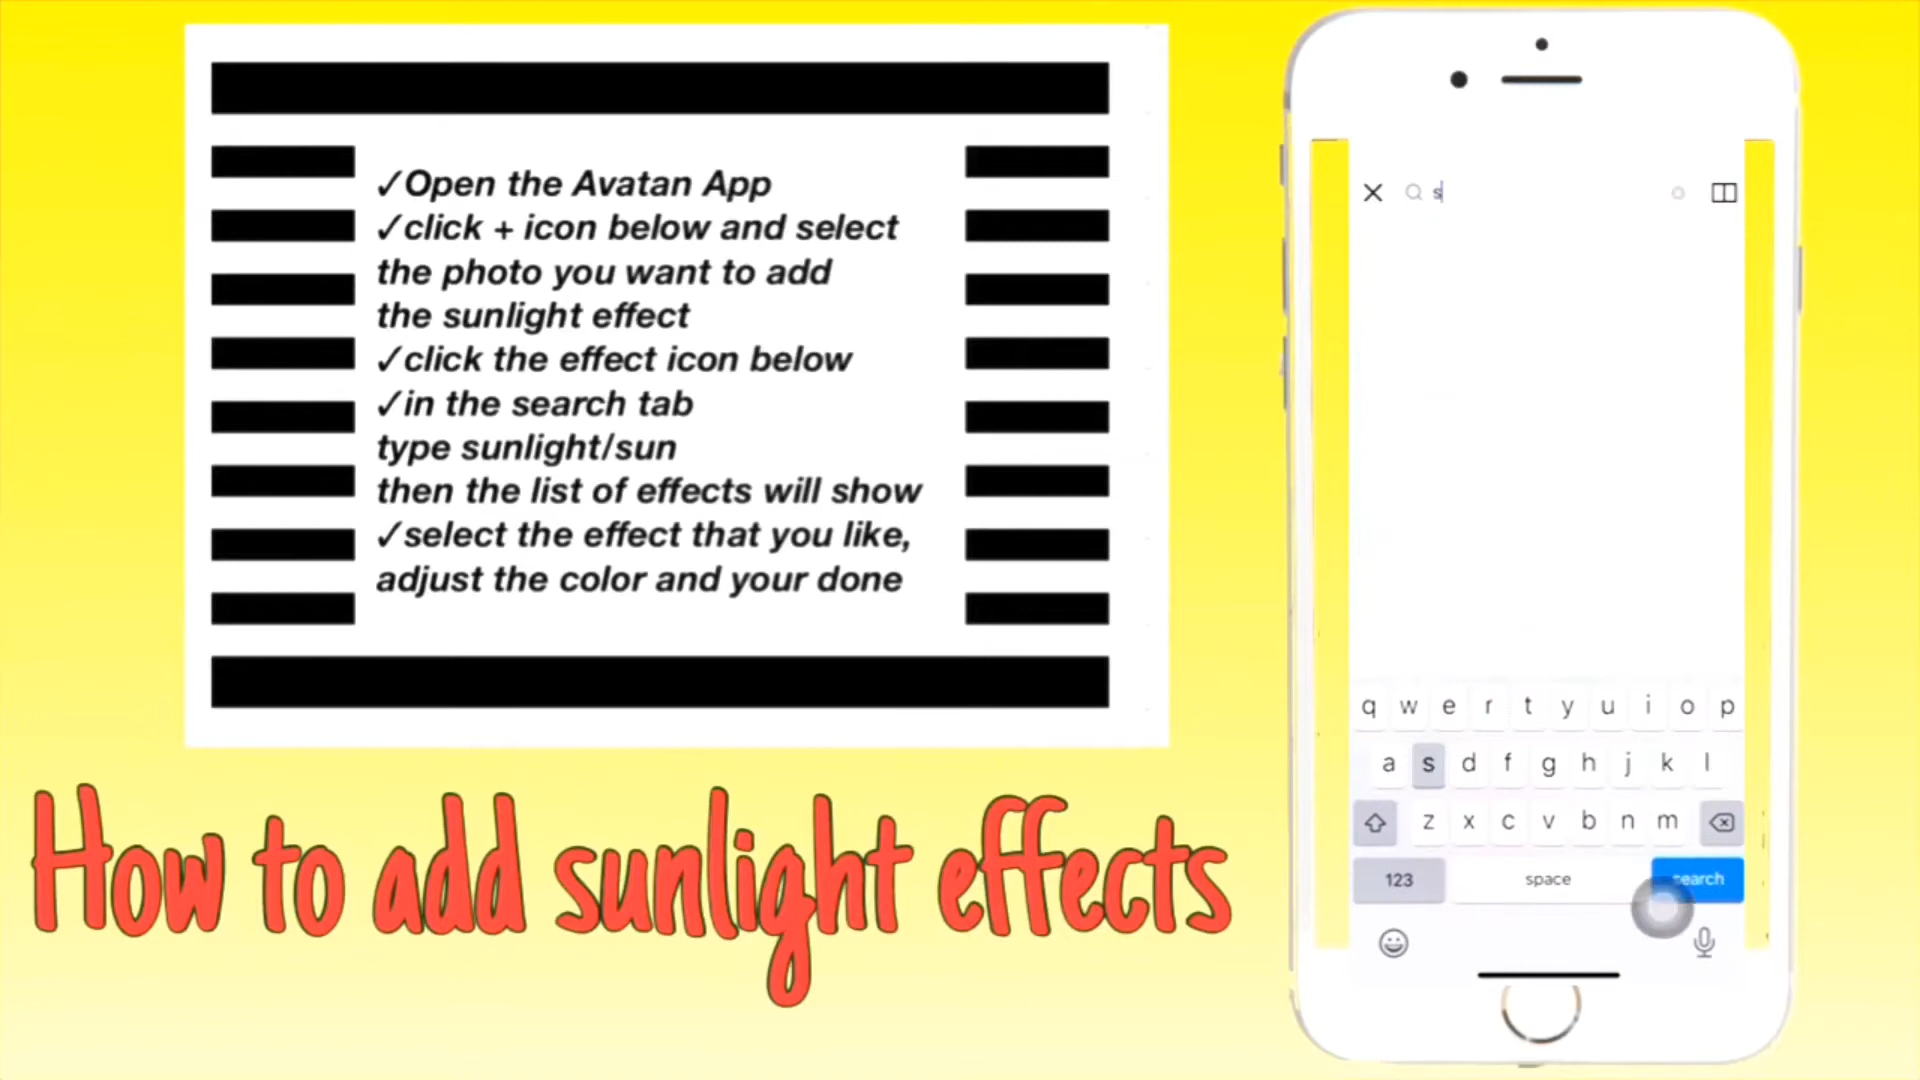 ✓Open the Avatan App
✓click + icon below and select
the photo you want to add
the sunlight effect
✓click the effect icon below
✓in the search tab
type sunlight/sun
then the list of effects will show
✓select the effect that you like,
adjust the color and your done
How to add sunlight effects
s
q w e r t y u i o p
a s d f g h j k l
z x c v b n m
123 space search